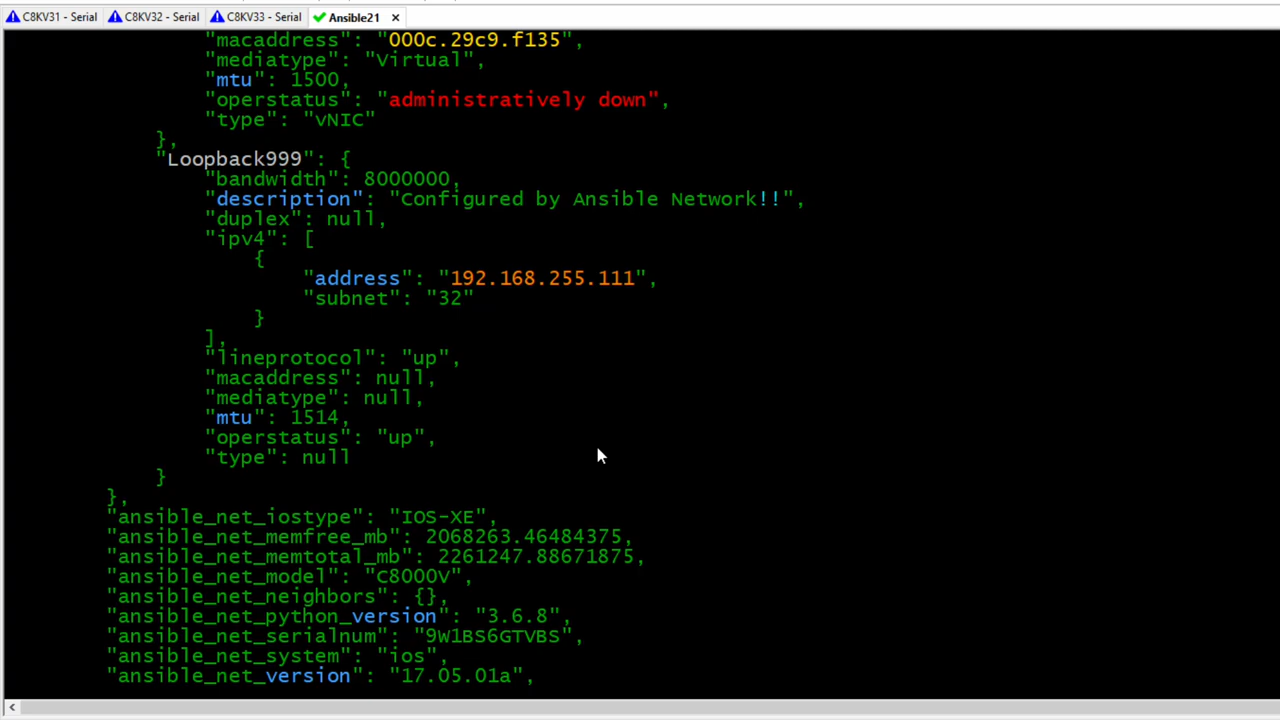 C8KV31 - Serial C8KV32 - Serial C8KV33 - Serial Ansible21 ×
"macaddress": "000c.29c9.f135",
"mediatype": "Virtual",
"mtu": 1500,
"operstatus": "administratively down",
"type": "vNIC"
},
"Loopback999": {
"bandwidth": 8000000,
"description": "Configured by Ansible Network!!",
"duplex": null,
"ipv4": [
{
"address": "192.168.255.111",
"subnet": "32"
}
],
"lineprotocol": "up",
"macaddress": null,
"mediatype": null,
"mtu": 1514,
"operstatus": "up",
"type": null
}
},
"ansible_net_iostype": "IOS-XE",
"ansible_net_memfree_mb": 2068263.46484375,
"ansible_net_memtotal_mb": 2261247.88671875,
"ansible_net_model": "C8000V",
"ansible_net_neighbors": {},
"ansible_net_python_version": "3.6.8",
"ansible_net_serialnum": "9W1BS6GTVBS",
"ansible_net_system": "ios",
"ansible_net_version": "17.05.01a",